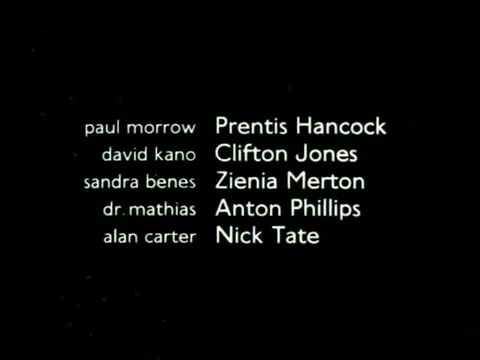 paul morrow Prentis Hancock
david kano Clifton Jones
sandra benes Zienia Merton
dr. mathias Anton Phillips
alan carter Nick Tate